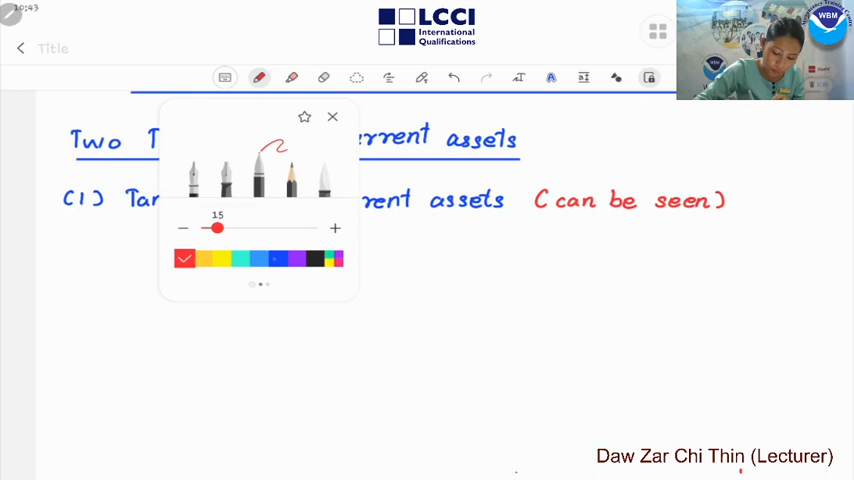 10:43
LCCI
International
Qualifications
WBM
Title
Two T urrent assets
(1) Tan rent assets (can be seen)
15
Daw Zar Chi Thin (Lecturer)